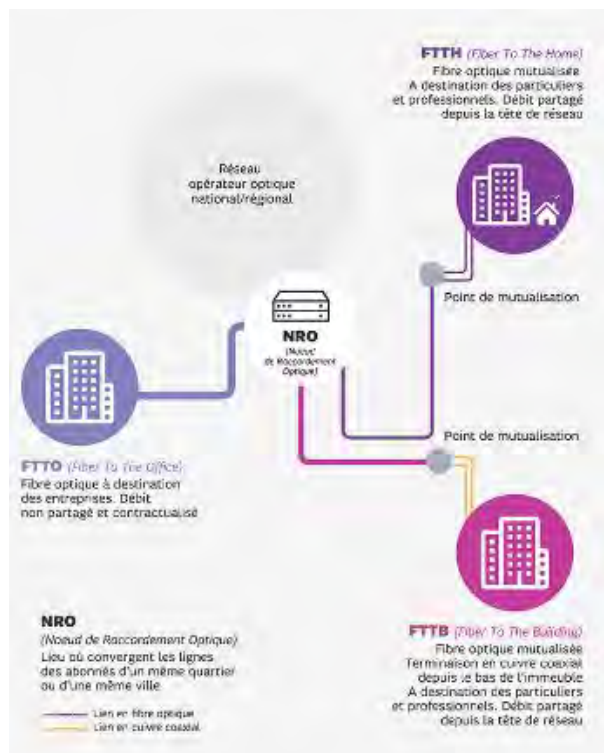 FTTH (Fiber To The Home)
Fibre optique mutualisée
A destination des particuliers
et professionnels. Débit partagé
depuis la tête de réseau
Réseau
opérateur optique
national/régional
Point de mutualisation
NRO
(Noeud
de Raccordement
Optique)
Point de mutualisation
FTTO (Fiber To The Office)
Fibre optique à destination
des entreprises. Débit
non partagé et contractualisé
FTTB (Fiber To The Building)
Fibre optique mutualisée
Terminaison en cuivre coaxial
depuis le bas de l'immeuble
A destination des particuliers
et professionnels. Débit partagé
depuis la tête de réseau
NRO
(Noeud de Raccordement Optique)
Lieu où convergent les lignes
des abonnés d'un même quartier
ou d'une même ville
Lien en fibre optique
Lien en cuivre coaxial